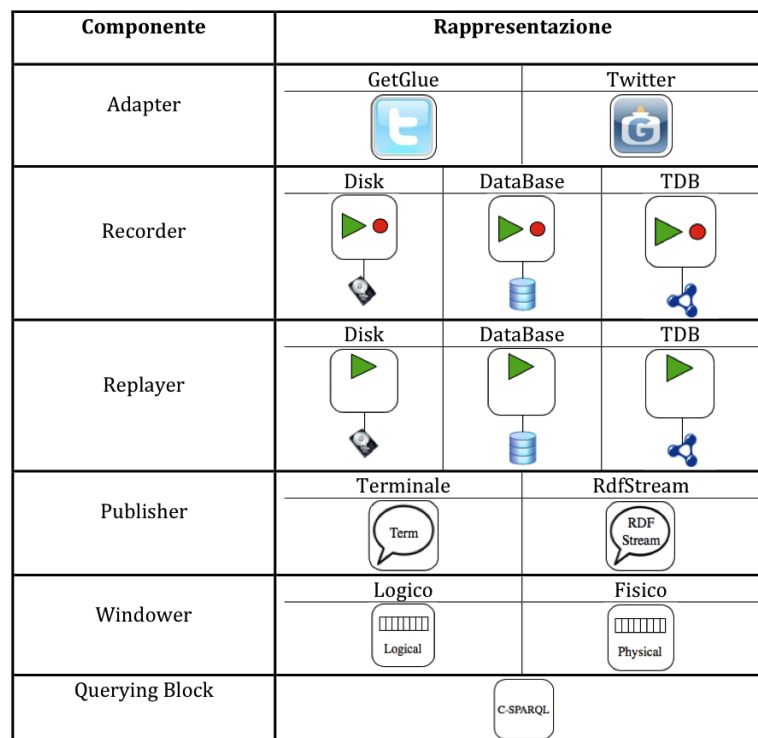 Componente Rappresentazione
GetGlue Twitter
Adapter
t G
Disk DataBase TDB
Recorder
Disk DataBase TDB
Replayer
Terminale RdfStream
Publisher
Term
RDF
Stream
Logico Fisico
Windower
Logical Physical
Querying Block
C-SPARQL